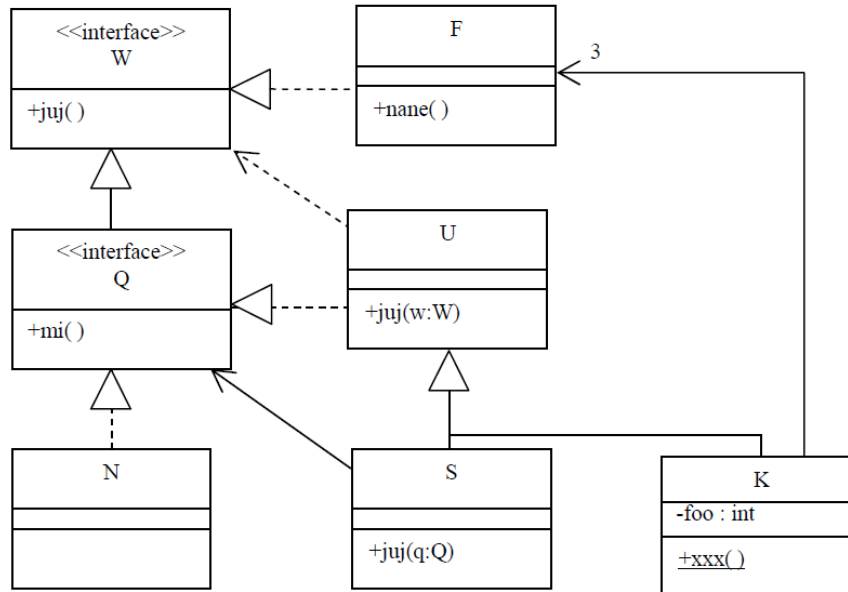 <<interface>>
W
+juj( )
F
+nane( )
3
<<interface>>
Q
+mi( )
U
+juj(w:W)
N
S
+juj(q:Q)
K
-foo : int
+xxx( )